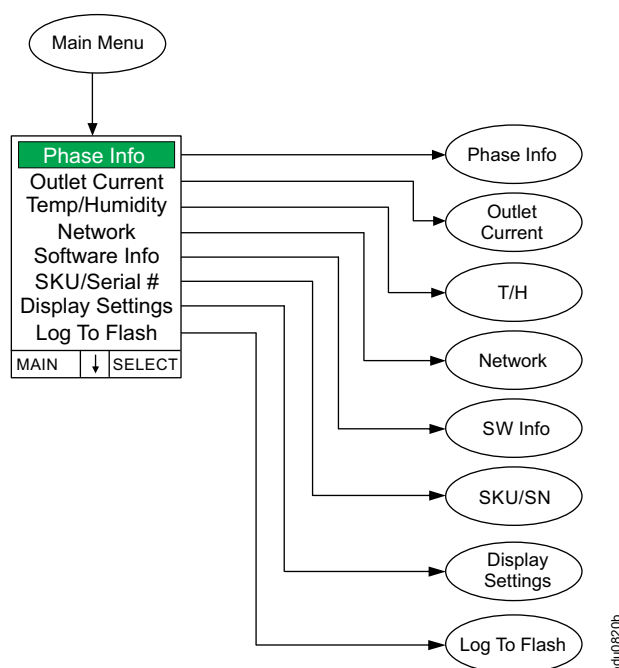 Main Menu
Phase Info
Outlet Current
Temp/Humidity
Network
Software Info
SKU/Serial #
Display Settings
Log To Flash
MAIN ↓ SELECT
Phase Info
Outlet
Current
T/H
Network
SW Info
SKU/SN
Display
Settings
Log To Flash